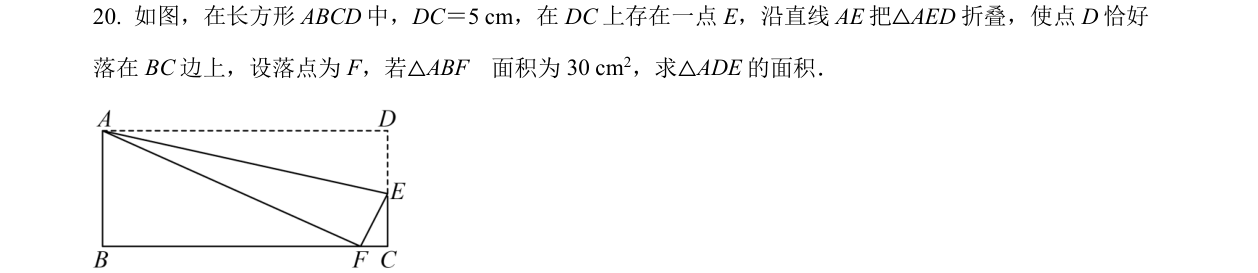 20. 如图，在长方形 ABCD 中，DC＝5 cm，在 DC 上存在一点 E，沿直线 AE 把△AED 折叠，使点 D 恰好
落在 BC 边上，设落点为 F，若△ABF 面积为 30 cm²，求△ADE 的面积．
A D
E
B F C